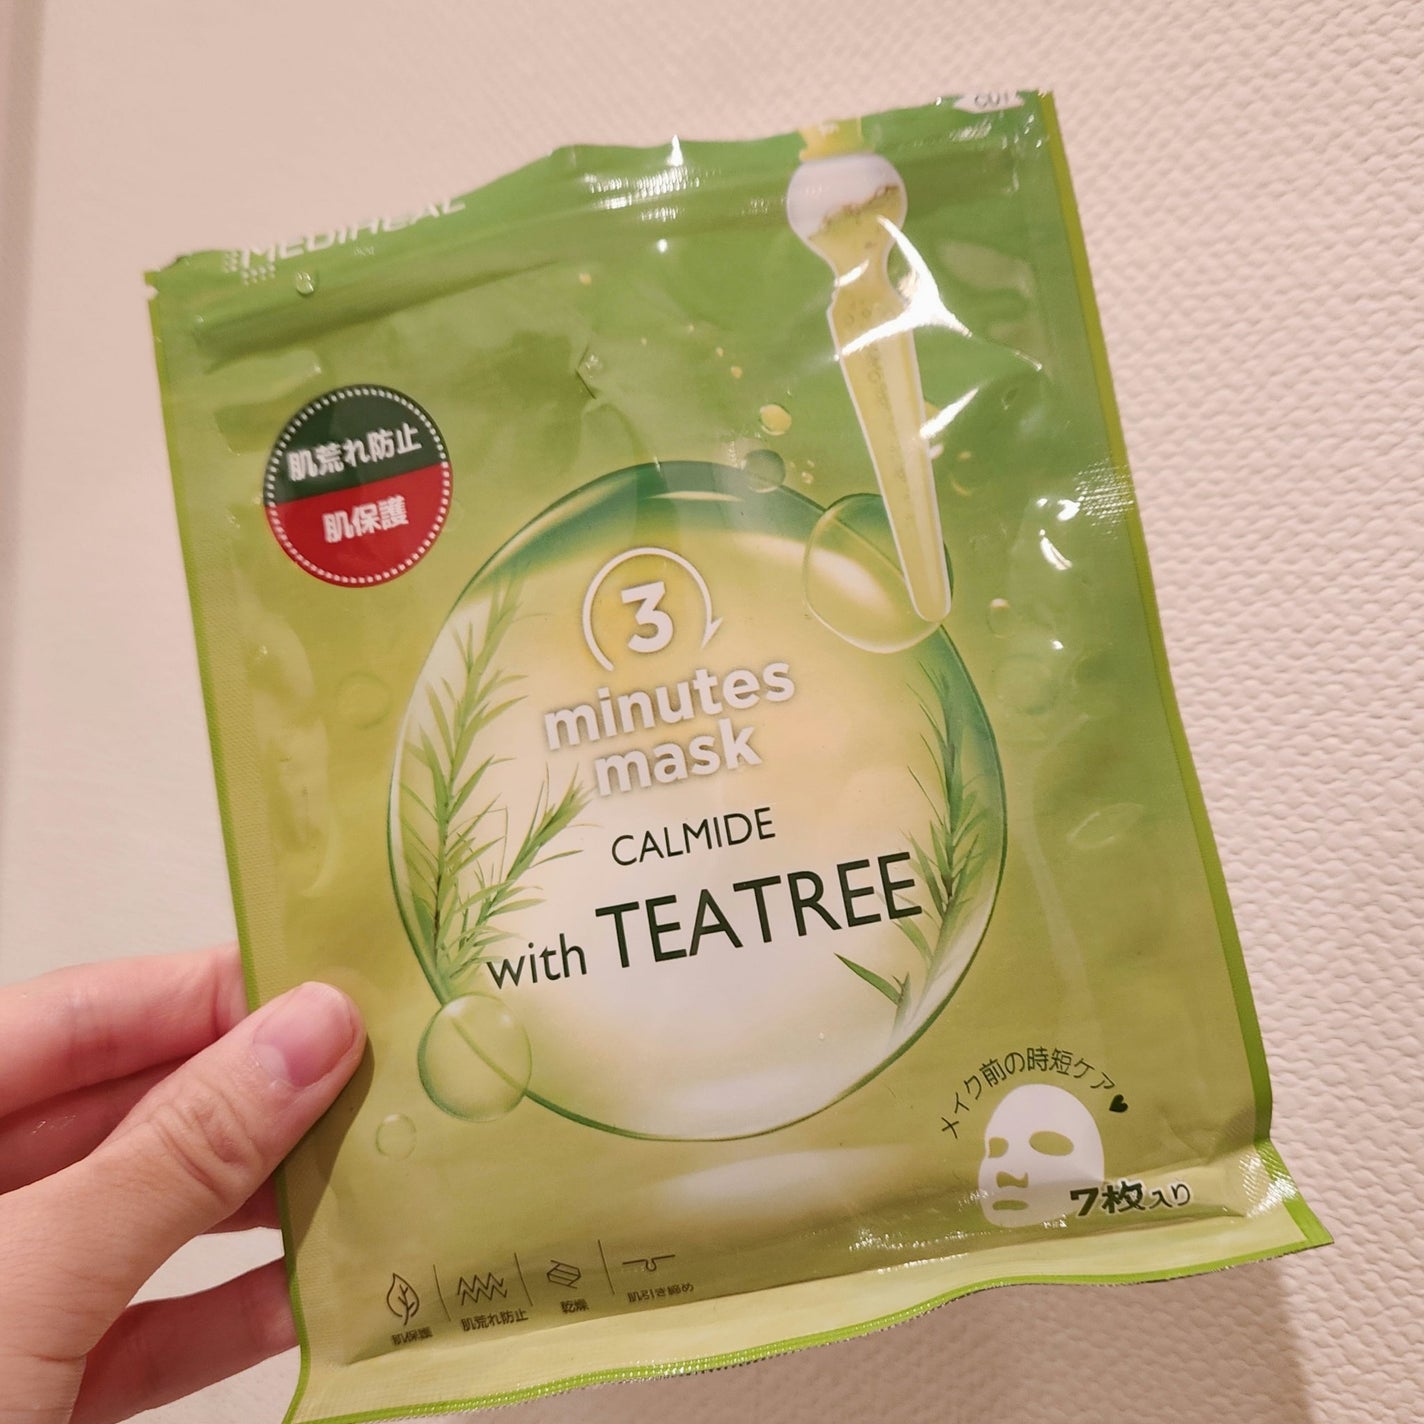 CUT
MEDIHEAL
肌荒れ防止
肌保護
3
minutes
mask
CALMIDE
with TEATREE
メイク前の時短ケア
7枚入り
肌保護
肌荒れ防止
乾燥
肌引き締め